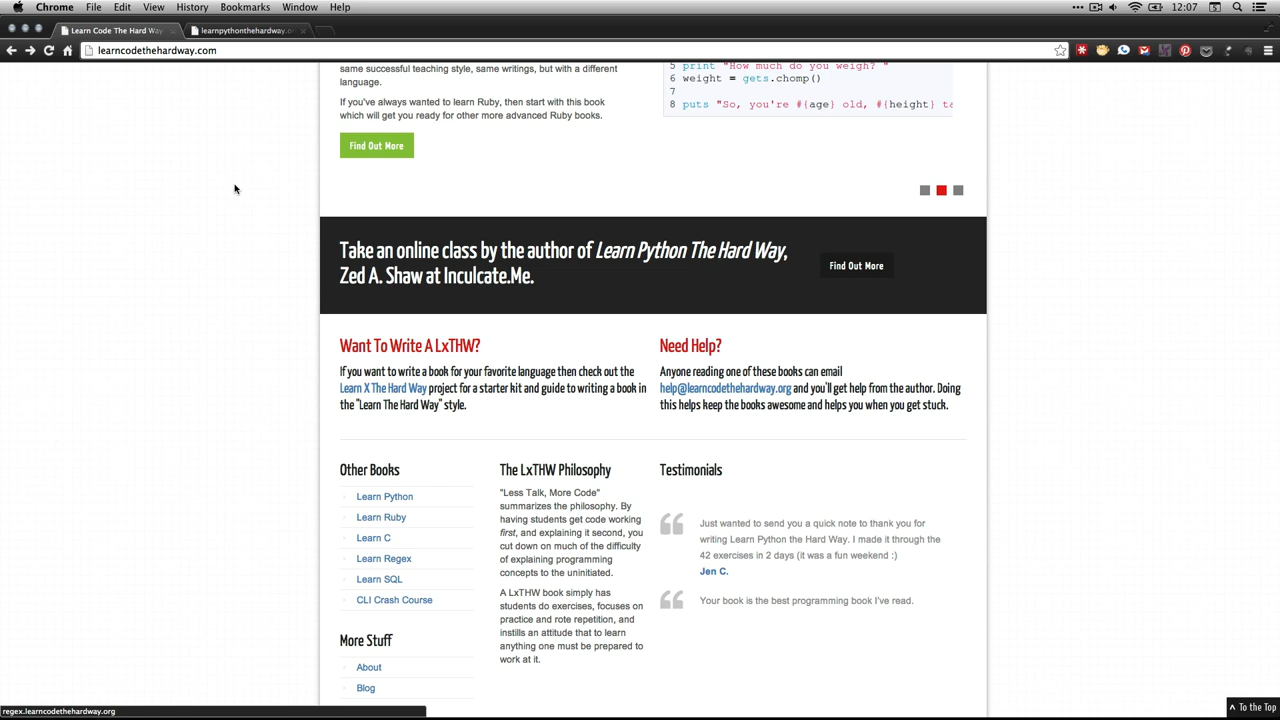 Chrome File Edit View History Bookmarks Window Help 12:07
Learn Code The Hard Way learnpythonthehardway.or
learncodethehardway.com
same successful teaching style, same writings, but with a different
language.
If you've always wanted to learn Ruby, then start with this book
which will get you ready for other more advanced Ruby books.
Find Out More
5 print "How much do you weigh? "
6 weight = gets.chomp()
7
8 puts "So, you're #{age} old, #{height} ta
Take an online class by the author of Learn Python The Hard Way,
Zed A. Shaw at Inculcate.Me.
Find Out More
Want To Write A LxTHW?
If you want to write a book for your favorite language then check out the
Learn X The Hard Way project for a starter kit and guide to writing a book in
the "Learn The Hard Way" style.
Need Help?
Anyone reading one of these books can email
help@learncodethehardway.org and you'll get help from the author. Doing
this helps keep the books awesome and helps you when you get stuck.
Other Books
Learn Python
Learn Ruby
Learn C
Learn Regex
Learn SQL
CLI Crash Course
More Stuff
About
Blog
The LxTHW Philosophy
"Less Talk, More Code"
summarizes the philosophy. By
having students get code working
first, and explaining it second, you
cut down on much of the difficulty
of explaining programming
concepts to the uninitiated.
A LxTHW book simply has
students do exercises, focuses on
practice and rote repetition, and
instills an attitude that to learn
anything one must be prepared to
work at it.
Testimonials
Just wanted to send you a quick note to thank you for
writing Learn Python the Hard Way. I made it through the
42 exercises in 2 days (it was a fun weekend :)
Jen C.
Your book is the best programming book I've read.
regex.learncodethehardway.org
To the Top